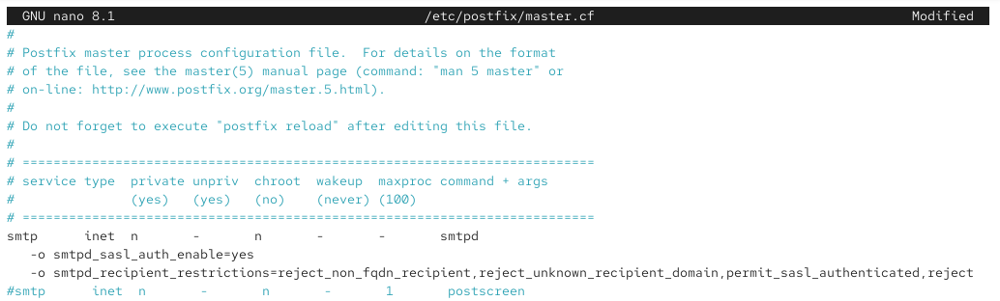 GNU nano 8.1 /etc/postfix/master.cf Modified
#
# Postfix master process configuration file.  For details on the format
# of the file, see the master(5) manual page (command: "man 5 master" or
# on-line: http://www.postfix.org/master.5.html).
#
# Do not forget to execute "postfix reload" after editing this file.
#
# ==========================================================================
# service type  private unpriv  chroot  wakeup  maxproc command + args
#               (yes)   (yes)   (no)    (never) (100)
# ==========================================================================
smtp      inet  n       -       n       -       -       smtpd
   -o smtpd_sasl_auth_enable=yes
   -o smtpd_recipient_restrictions=reject_non_fqdn_recipient,reject_unknown_recipient_domain,permit_sasl_authenticated,reject
#smtp      inet  n       -       n       -       1       postscreen